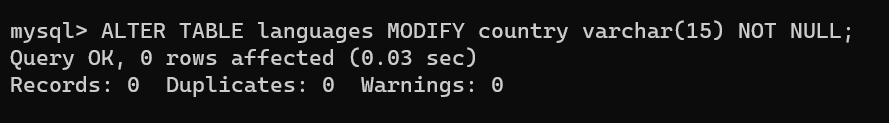 mysql> ALTER TABLE languages MODIFY country varchar(15) NOT NULL;
Query OK, 0 rows affected (0.03 sec)
Records: 0  Duplicates: 0  Warnings: 0